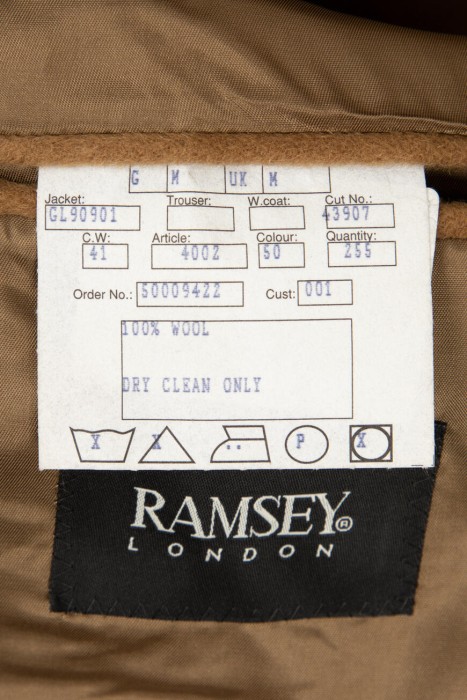 G M UK M
Jacket: Trouser: W.coat: Cut No.:
GL90901 43907
C.W: Article: Colour: Quantity:
41 4002 50 255
Order No.: 50009422 Cust: 001
100% WOOL
DRY CLEAN ONLY
X X .. P X
RAMSEY®
LONDON